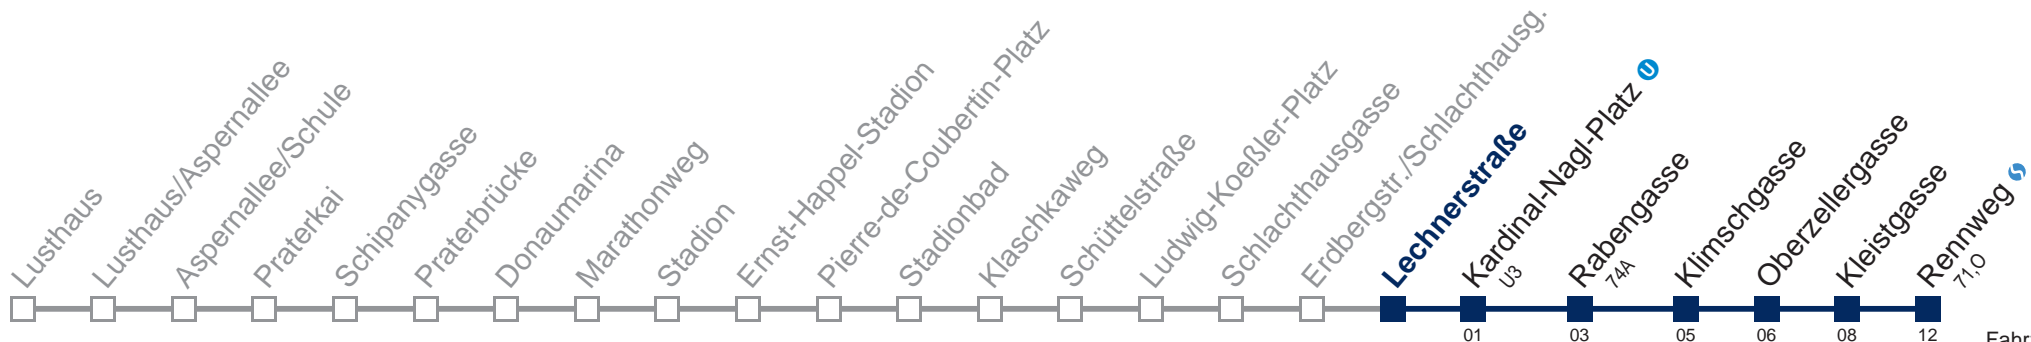 Lusthaus
Lusthaus/Aspernallee
Aspernallee/Schule
Praterkai
Schipanygasse
Praterbrücke
Donaumarina
Marathonweg
Stadion
Ernst-Happel-Stadion
Pierre-de-Coubertin-Platz
Stadionbad
Klaschkaweg
Schüttelstraße
Ludwig-Koeßler-Platz
Schlachthausgasse
Erdbergstr./Schlachthausg.
Lechnerstraße
Kardinal-Nagl-Platz U
U3
Rabengasse
74A
Klimschgasse
Oberzellergasse
Kleistgasse
Rennweg S
71,O
01 03 05 06 08 12
Fahr